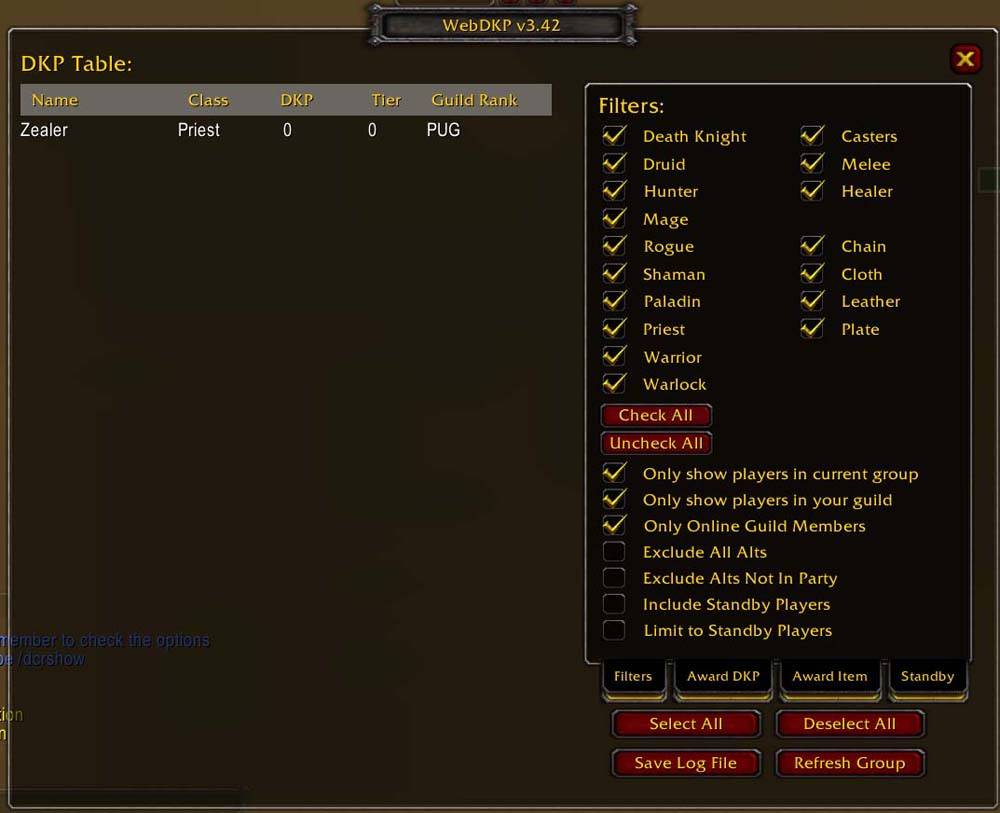 WebDKP v3.42
DKP Table:
Name Class DKP Tier Guild Rank
Zealer Priest 0 0 PUG
Filters:
Death Knight Casters
Druid Melee
Hunter Healer
Mage
Rogue Chain
Shaman Cloth
Paladin Leather
Priest Plate
Warrior
Warlock
Check All
Uncheck All
Only show players in current group
Only show players in your guild
Only Online Guild Members
Exclude All Alts
Exclude Alts Not In Party
Include Standby Players
Limit to Standby Players
member to check the options
/dcrshow
Filters Award DKP Award Item Standby
Select All Deselect All
Save Log File Refresh Group